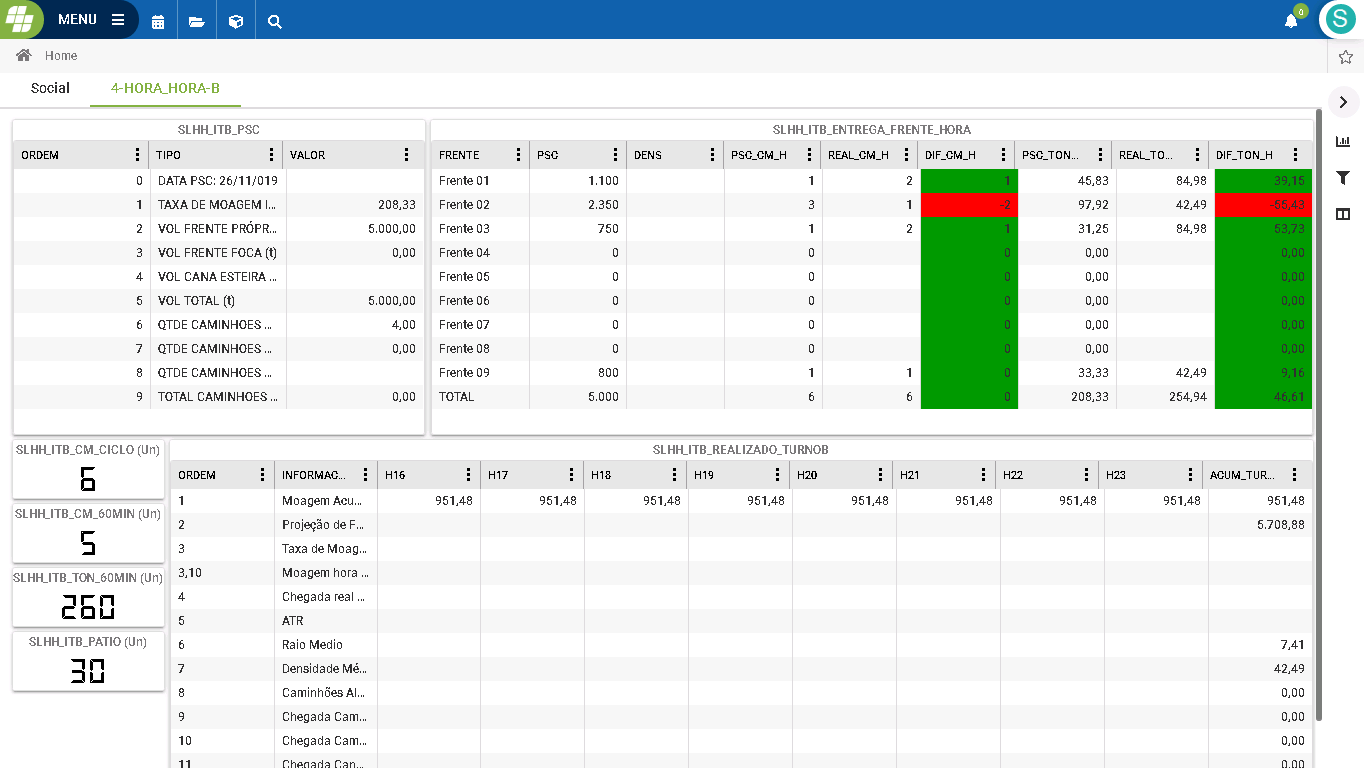 MENU
0
S
Home
Social 4-HORA_HORA-B
SLHH_ITB_PSC
ORDEM TIPO VALOR
0 DATA PSC: 26/11/019
1 TAXA DE MOAGEM I... 208,33
2 VOL FRENTE PRÓPR... 5.000,00
3 VOL FRENTE FOCA (t) 0,00
4 VOL CANA ESTEIRA ...
5 VOL TOTAL (t) 5.000,00
6 QTDE CAMINHOES ... 4,00
7 QTDE CAMINHOES ... 0,00
8 QTDE CAMINHOES ...
9 TOTAL CAMINHOES ... 0,00
SLHH_ITB_ENTREGA_FRENTE_HORA
FRENTE PSC DENS PSC_CM_H REAL_CM_H DIF_CM_H PSC_TON... REAL_TO... DIF_TON_H
Frente 01 1.100 1 2 1 45,83 84,98 39,15
Frente 02 2.350 3 1 -2 97,92 42,49 -55,43
Frente 03 750 1 2 1 31,25 84,98 53,73
Frente 04 0 0 0 0,00 0,00
Frente 05 0 0 0 0,00 0,00
Frente 06 0 0 0 0,00 0,00
Frente 07 0 0 0 0,00 0,00
Frente 08 0 0 0 0,00 0,00
Frente 09 800 1 1 0 33,33 42,49 9,16
TOTAL 5.000 6 6 0 208,33 254,94 46,61
SLHH_ITB_CM_CICLO (Un)
6
SLHH_ITB_CM_60MIN (Un)
5
SLHH_ITB_TON_60MIN (Un)
260
SLHH_ITB_PATIO (Un)
30
SLHH_ITB_REALIZADO_TURNOB
ORDEM INFORMAC... H16 H17 H18 H19 H20 H21 H22 H23 ACUM_TUR...
1 Moagem Acu... 951,48 951,48 951,48 951,48 951,48 951,48 951,48 951,48 951,48
2 Projeção de F... 5.708,88
3 Taxa de Moag...
3,10 Moagem hora ...
4 Chegada real ...
5 ATR
6 Raio Medio 7,41
7 Densidade Mé... 42,49
8 Caminhões Al... 0,00
9 Chegada Cam... 0,00
10 Chegada Cam... 0,00
11 Chegada Can... 0,00